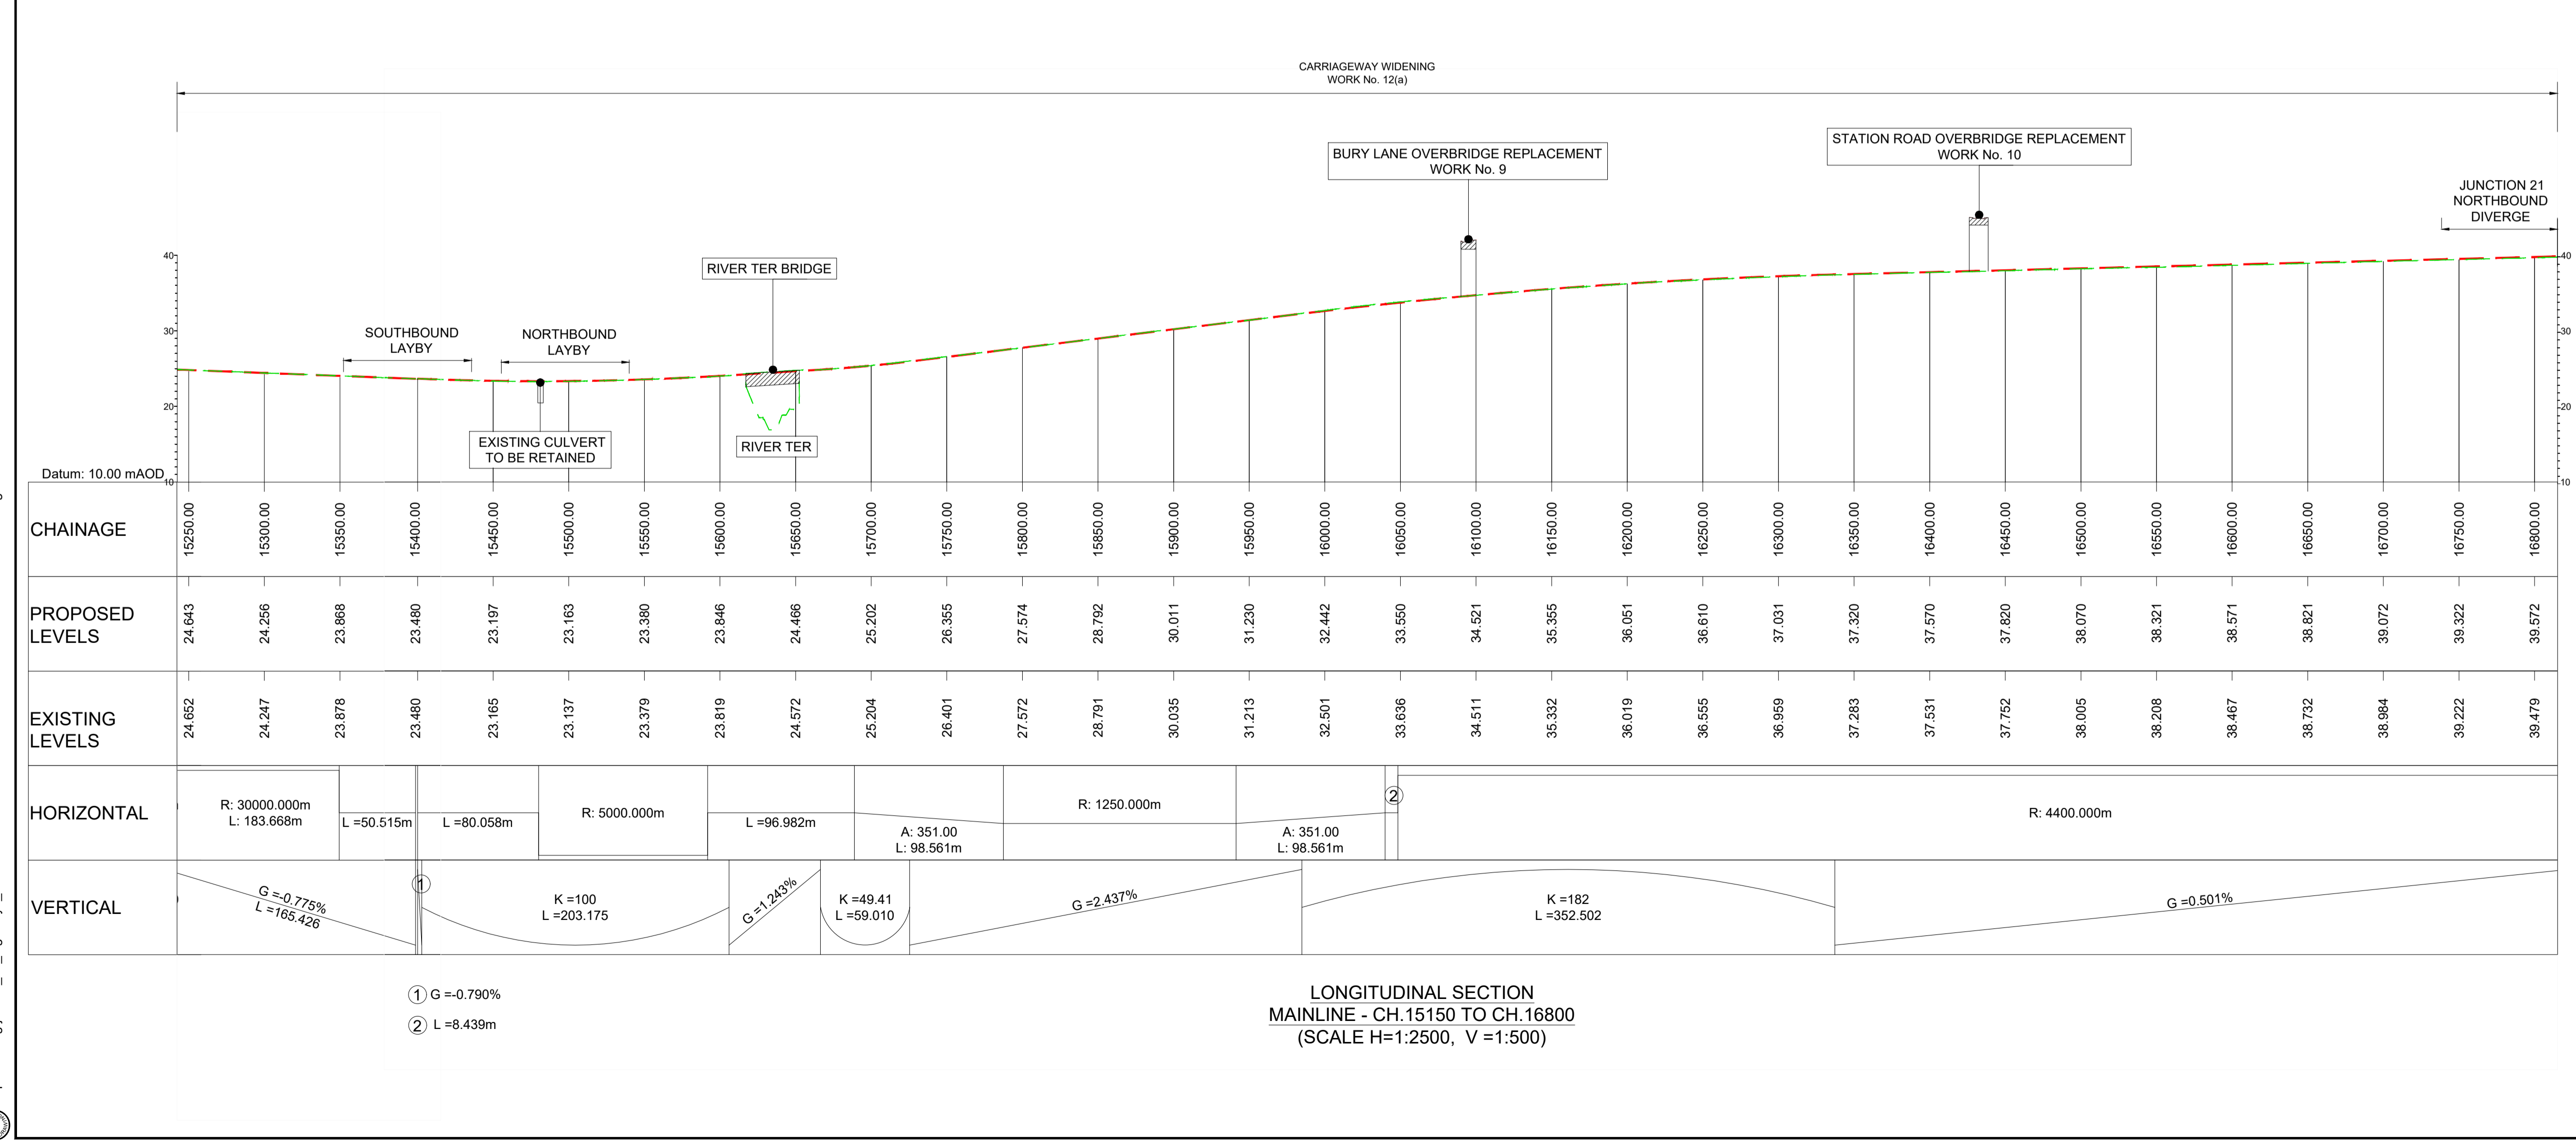 CARRIAGEWAY WIDENING
WORK No. 12(a)
STATION ROAD OVERBRIDGE REPLACEMENT
WORK No. 10
BURY LANE OVERBRIDGE REPLACEMENT
WORK No. 9
JUNCTION 21
NORTHBOUND
DIVERGE
RIVER TER BRIDGE
SOUTHBOUND
LAYBY
NORTHBOUND
LAYBY
EXISTING CULVERT
TO BE RETAINED
RIVER TER
40
30
20
10
40
30
20
10
Datum: 10.00 mAOD
CHAINAGE
15250.00 15300.00 15350.00 15400.00 15450.00 15500.00 15550.00 15600.00 15650.00 15700.00 15750.00 15800.00 15850.00 15900.00 15950.00 16000.00 16050.00 16100.00 16150.00 16200.00 16250.00 16300.00 16350.00 16400.00 16450.00 16500.00 16550.00 16600.00 16650.00 16700.00 16750.00 16800.00
PROPOSED
LEVELS
24.643 24.256 23.868 23.480 23.197 23.163 23.380 23.846 24.466 25.202 26.355 27.574 28.792 30.011 31.230 32.442 33.550 34.521 35.355 36.051 36.610 37.031 37.320 37.570 37.820 38.070 38.321 38.571 38.821 39.072 39.322 39.572
EXISTING
LEVELS
24.652 24.247 23.878 23.480 23.165 23.137 23.379 23.819 24.572 25.204 26.401 27.572 28.791 30.035 31.213 32.501 33.636 34.511 35.332 36.019 36.555 36.959 37.283 37.531 37.752 38.005 38.208 38.467 38.732 38.984 39.222 39.479
HORIZONTAL
R: 30000.000m
L: 183.668m
L =50.515m
L =80.058m
R: 5000.000m
L =96.982m
A: 351.00
L: 98.561m
R: 1250.000m
A: 351.00
L: 98.561m
2
R: 4400.000m
VERTICAL
G =-0.775%
L =165.426
1
K =100
L =203.175
G =1.243%
K =49.41
L =59.010
G =2.437%
K =182
L =352.502
G =0.501%
1 G =-0.790%
2 L =8.439m
LONGITUDINAL SECTION
MAINLINE - CH.15150 TO CH.16800
(SCALE H=1:2500, V =1:500)